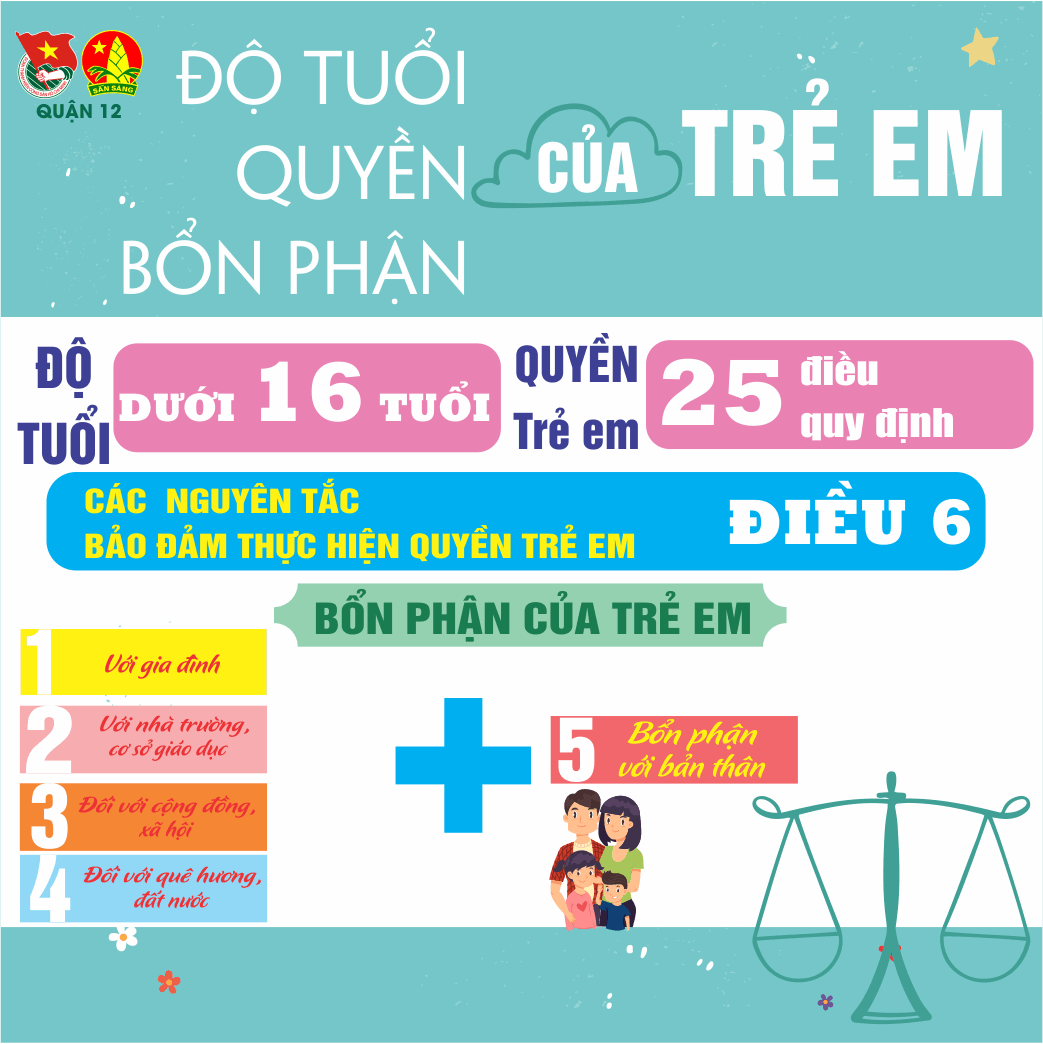 SẴN SÀNG
QUẬN 12
ĐỘ TUỔI
QUYỀN
BỔN PHẬN
CỦA
TRẺ EM
ĐỘ
TUỔI
DƯỚI 16 TUỔI
QUYỀN
Trẻ em
25
điều
quy định
CÁC NGUYÊN TẮC
BẢO ĐẢM THỰC HIỆN QUYỀN TRẺ EM
ĐIỀU 6
BỔN PHẬN CỦA TRẺ EM
1
Với gia đình
2
Với nhà trường,
cơ sở giáo dục
3
Đối với cộng đồng,
xã hội
4
Đối với quê hương,
đất nước
5
Bổn phận
với bản thân